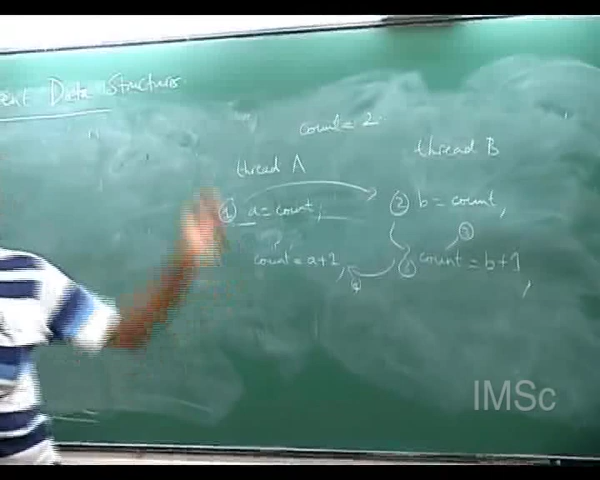 ent Data Structures
count = 2
thread A
thread B
① a = count;
② b = count;
③
count = a+1;
count = b+1;
④
IMSc